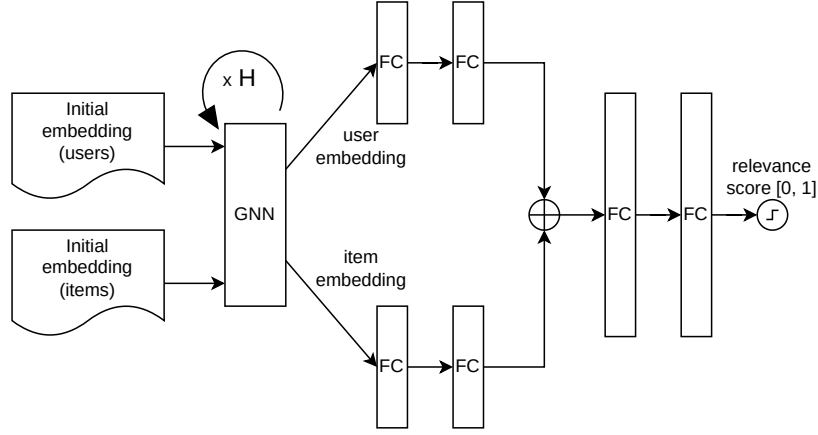 Initial
embedding
(users)
x H
GNN
Initial
embedding
(items)
FC
FC
user
embedding
item
embedding
FC
FC
FC
FC
relevance
score [0, 1]